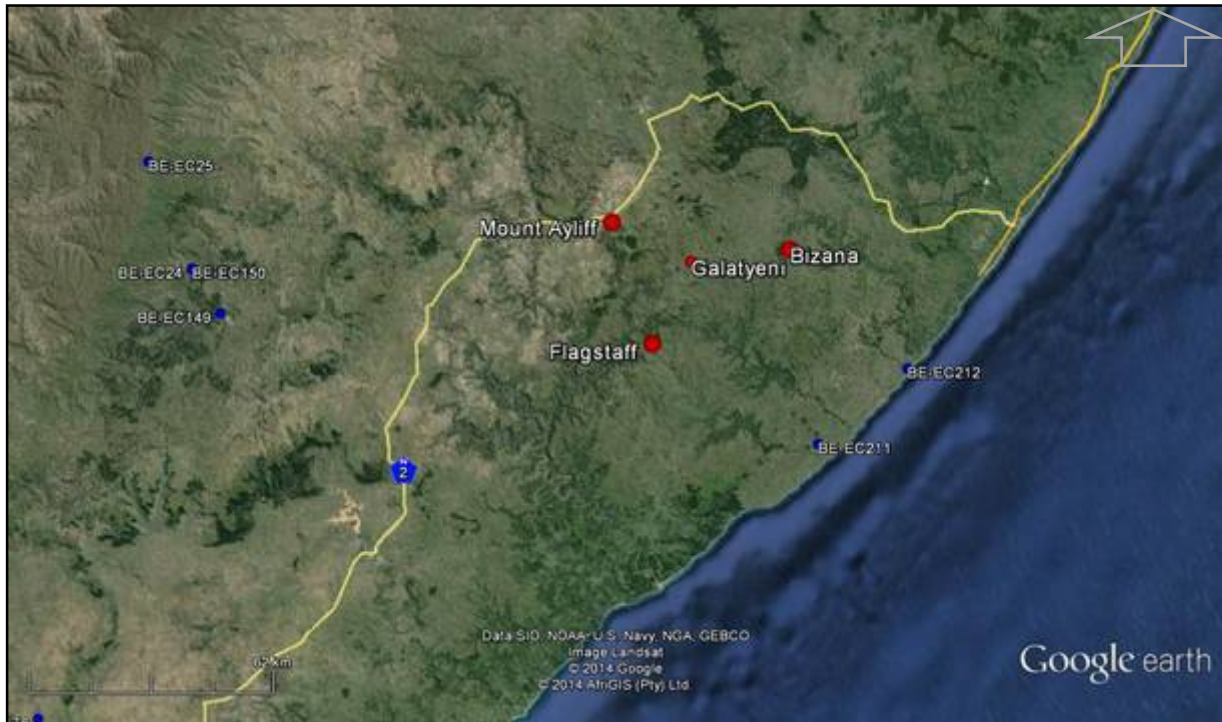 BE-EC25
Mount Ayliff
Bizana
Galatyeni
BE-EC24 BE-EC150
BE-EC149
Flagstaff
BE-EC212
BE-EC211
N
2
Data SIO, NOAA, U.S. Navy, NGA, GEBCO
Image Landsat
© 2014 Google
© 2014 AfriGIS (Pty) Ltd
Google earth